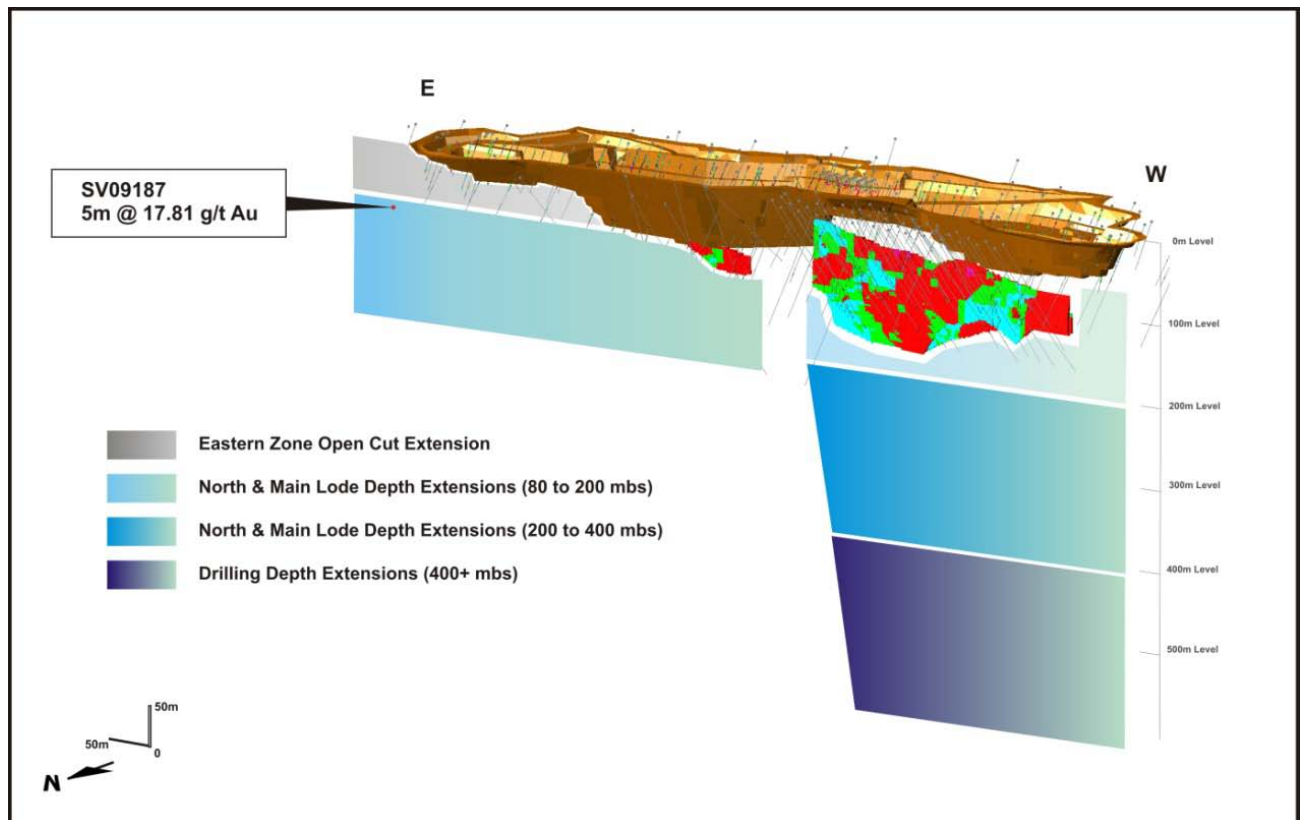 E
W
SV09187
5m @ 17.81 g/t Au
0m Level
100m Level
200m Level
300m Level
400m Level
500m Level
Eastern Zone Open Cut Extension
North & Main Lode Depth Extensions (80 to 200 mbs)
North & Main Lode Depth Extensions (200 to 400 mbs)
Drilling Depth Extensions (400+ mbs)
50m
50m
0
N